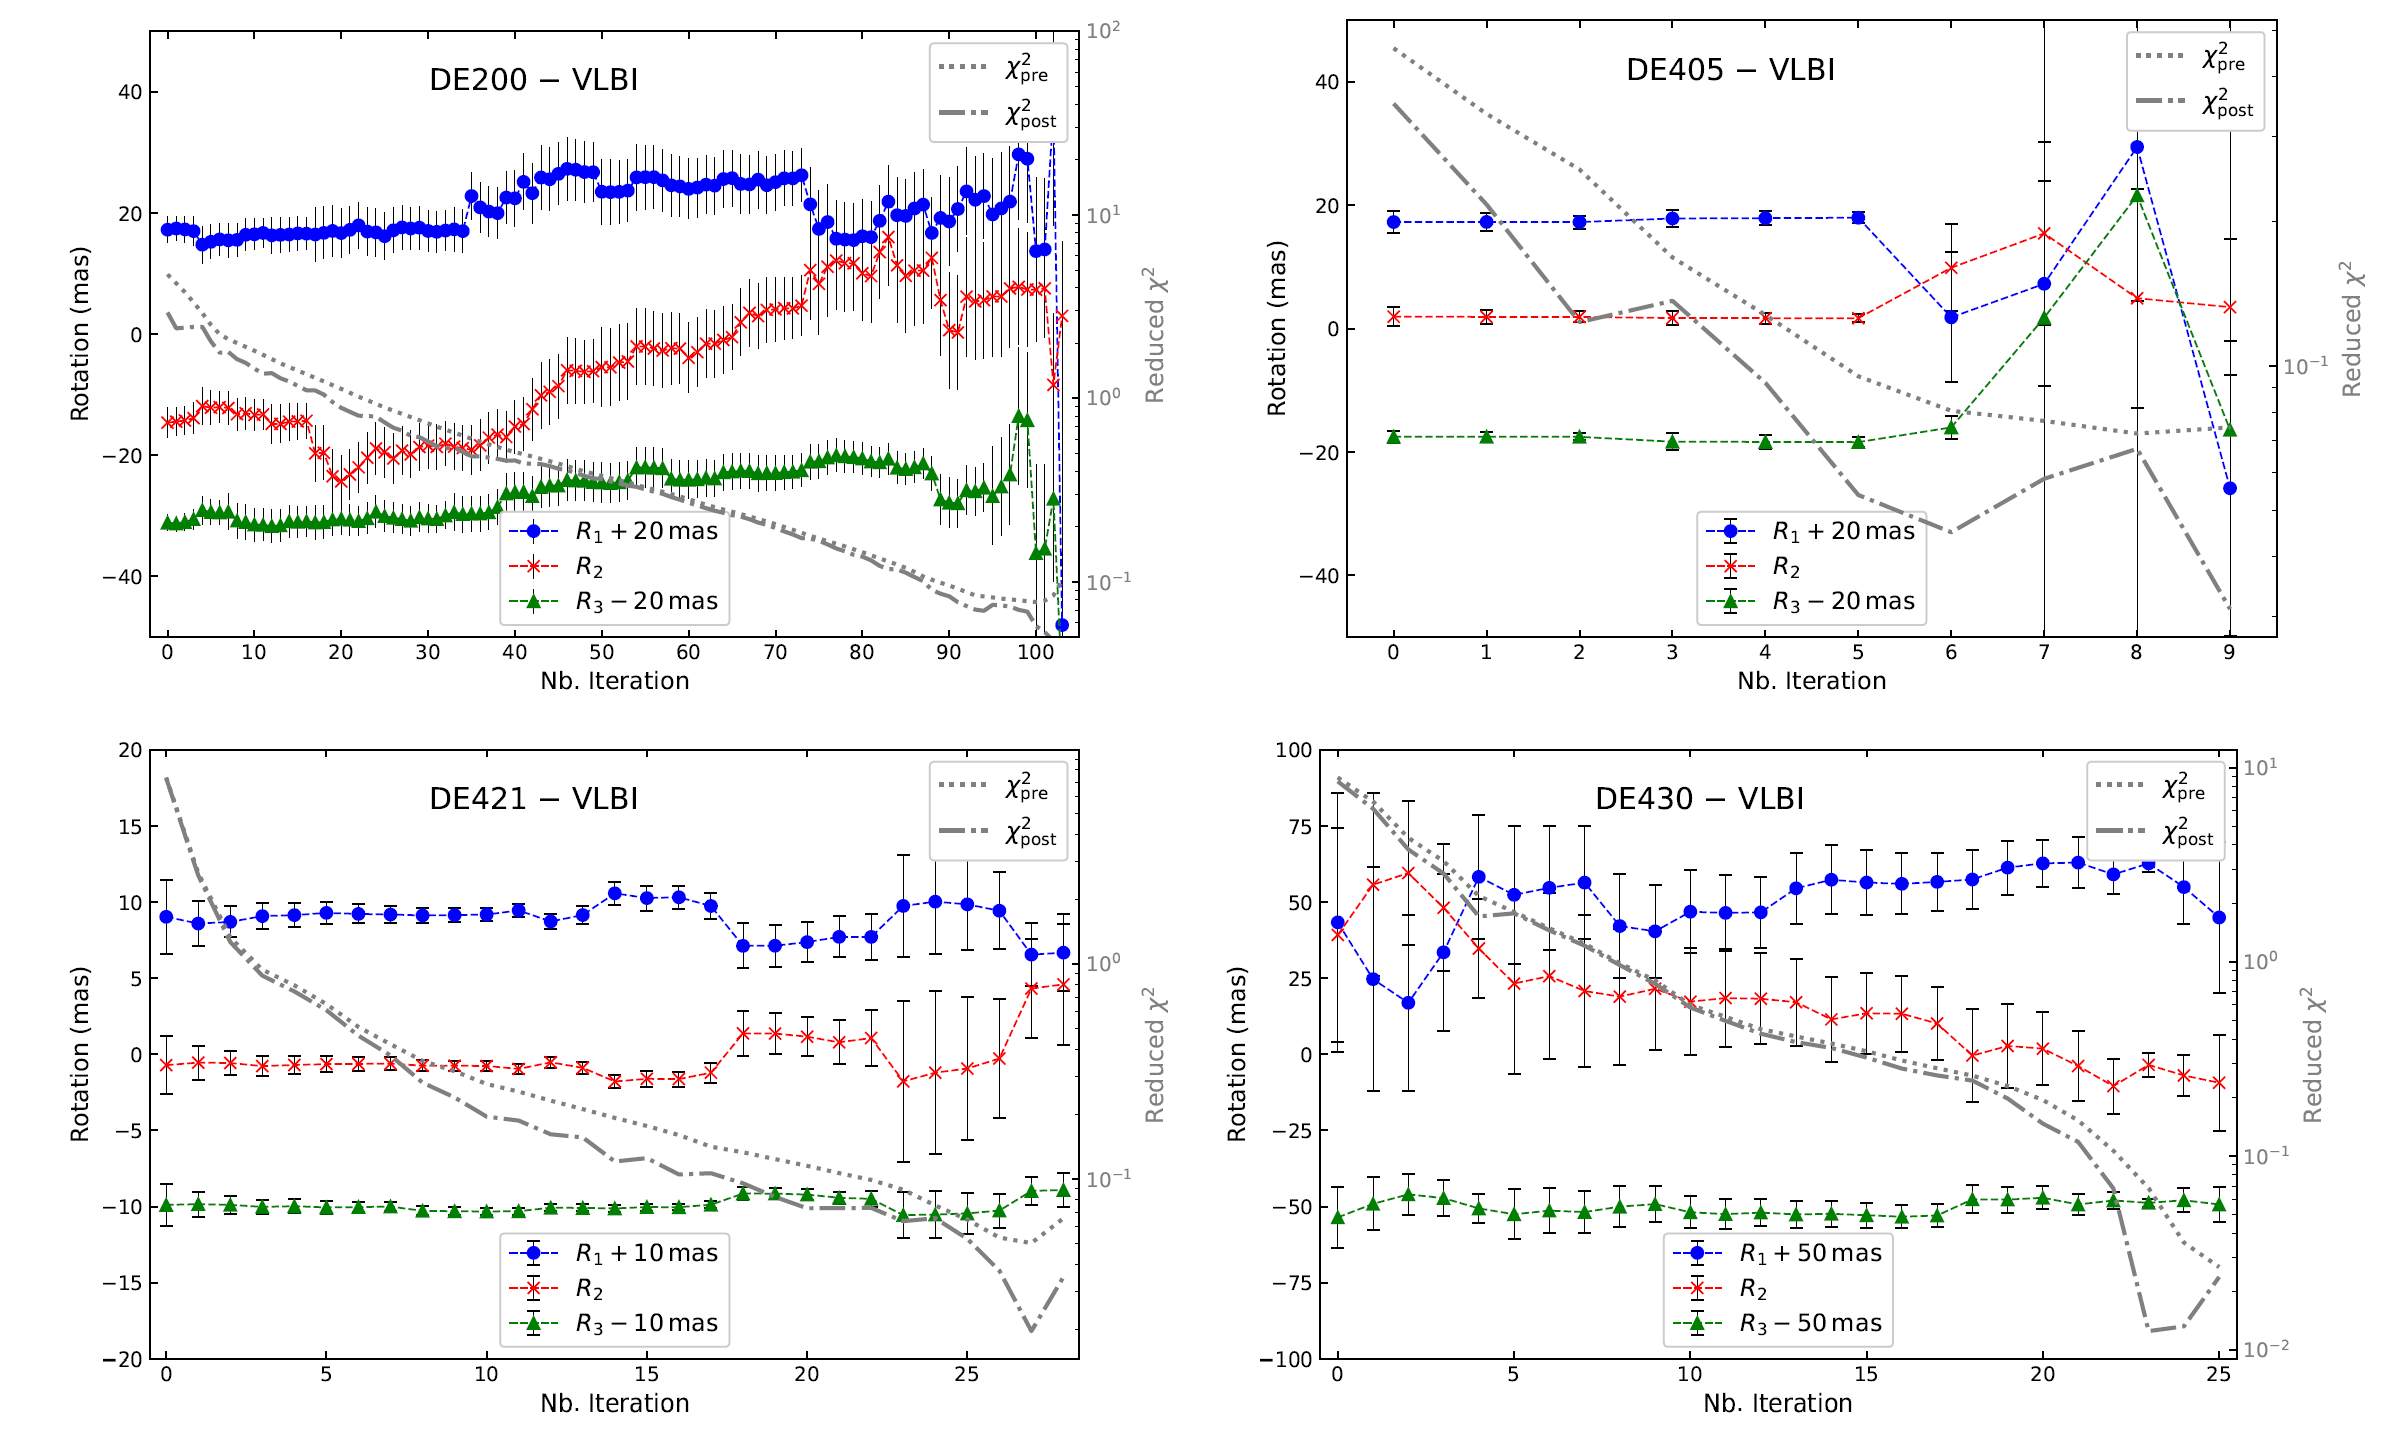 DE200 − VLBI
χ²pre
χ²post
40
20
0
−20
−40
Rotation (mas)
10²
10¹
10⁰
10⁻¹
Reduced χ²
R₁ + 20 mas
R₂
R₃ − 20 mas
0 10 20 30 40 50 60 70 80 90 100
Nb. Iteration
DE405 − VLBI
χ²pre
χ²post
40
20
0
−20
−40
Rotation (mas)
10⁻¹
Reduced χ²
R₁ + 20 mas
R₂
R₃ − 20 mas
0 1 2 3 4 5 6 7 8 9
Nb. Iteration
DE421 − VLBI
χ²pre
χ²post
20
15
10
5
0
−5
−10
−15
−20
Rotation (mas)
10⁰
10⁻¹
Reduced χ²
R₁ + 10 mas
R₂
R₃ − 10 mas
0 5 10 15 20 25
Nb. Iteration
DE430 − VLBI
χ²pre
χ²post
100
75
50
25
0
−25
−50
−75
−100
Rotation (mas)
10¹
10⁰
10⁻¹
10⁻²
Reduced χ²
R₁ + 50 mas
R₂
R₃ − 50 mas
0 5 10 15 20 25
Nb. Iteration